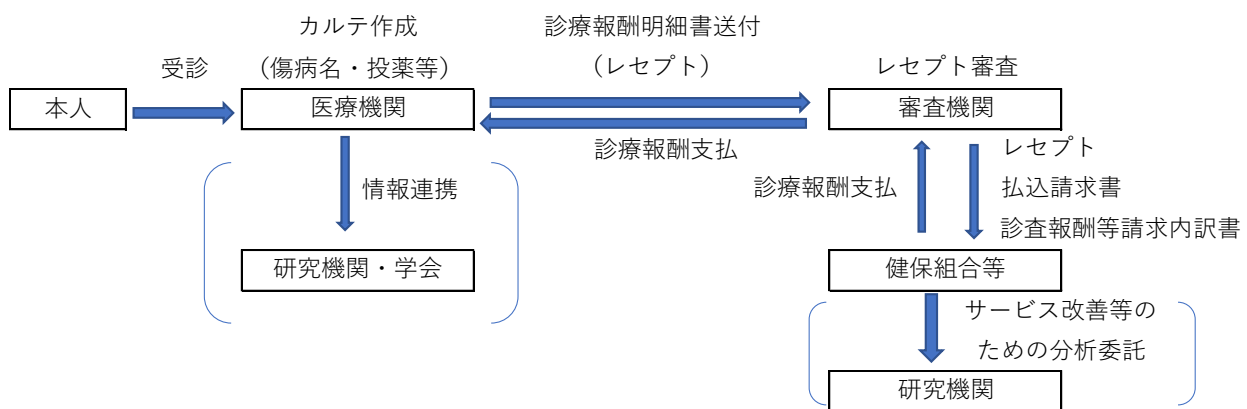 カルテ作成
診療報酬明細書送付
受診
（傷病名・投薬等）
（レセプト）
レセプト審査
本人
医療機関
審査機関
診療報酬支払
レセプト
情報連携
診療報酬支払
払込請求書
診査報酬等請求内訳書
研究機関・学会
健保組合等
サービス改善等の
ための分析委託
研究機関